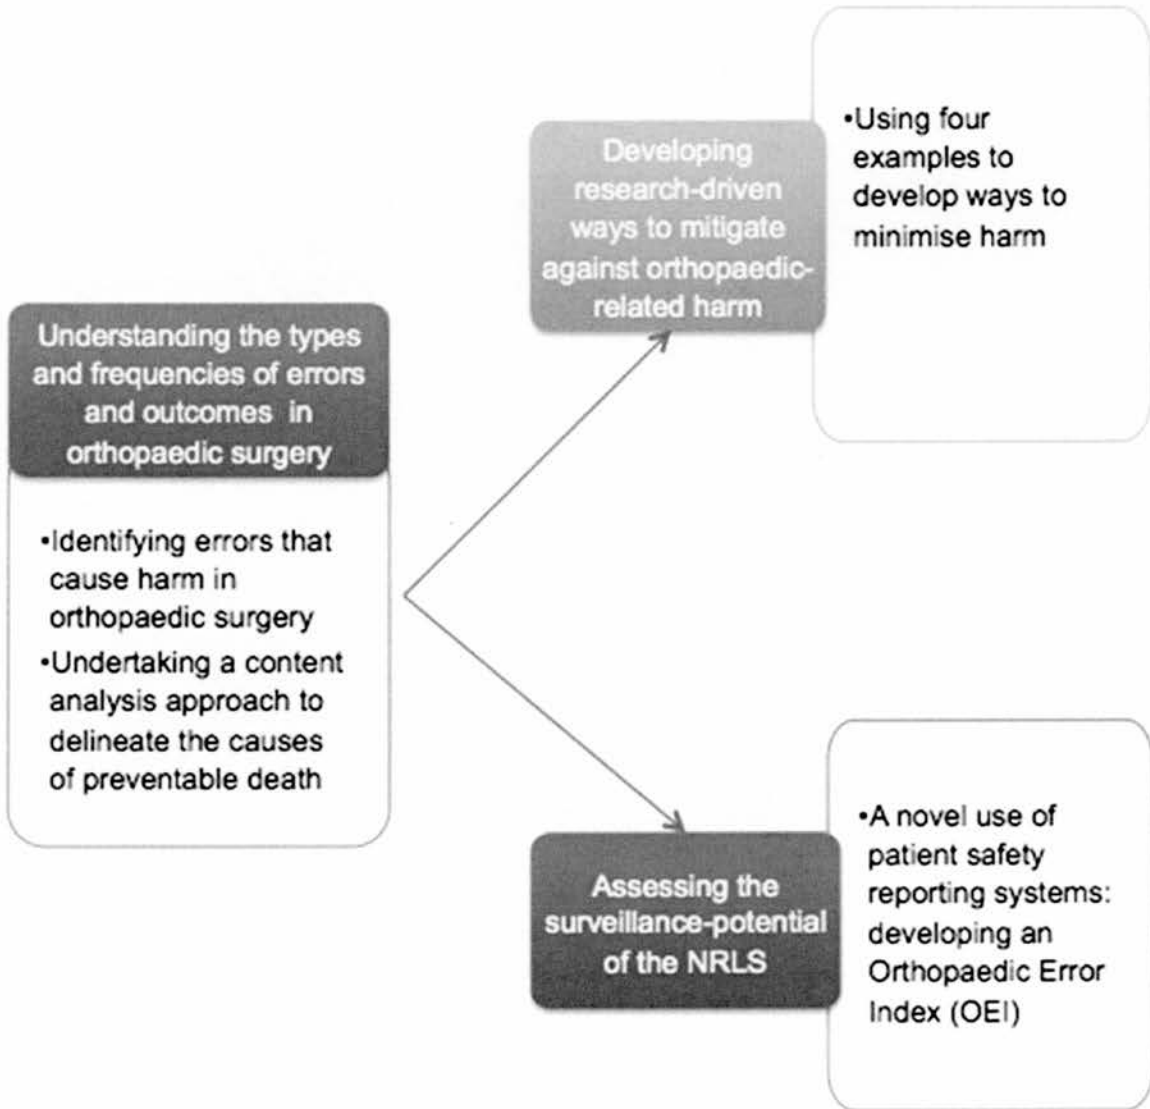 Understanding the types
and frequencies of errors
and outcomes in
orthopaedic surgery
•Identifying errors that
cause harm in
orthopaedic surgery
•Undertaking a content
analysis approach to
delineate the causes
of preventable death
Developing
research-driven
ways to mitigate
against orthopaedic-
related harm
•Using four
examples to
develop ways to
minimise harm
Assessing the
surveillance-potential
of the NRLS
•A novel use of
patient safety
reporting systems:
developing an
Orthopaedic Error
Index (OEI)